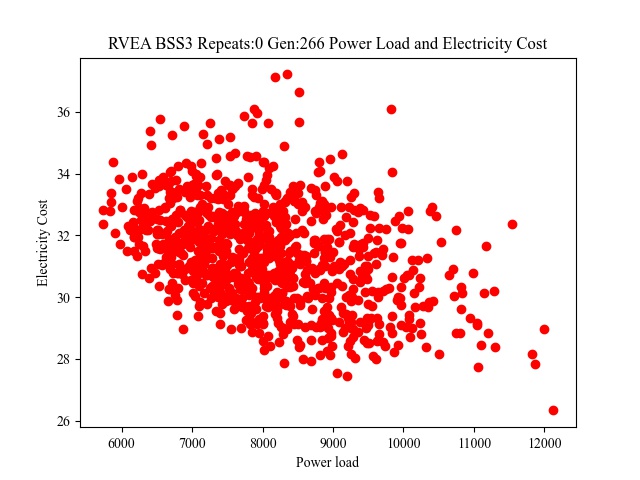 RVEA BSS3 Repeats:0 Gen:266 Power Load and Electricity Cost
Electricity Cost
36
34
32
30
28
26
6000 7000 8000 9000 10000 11000 12000
Power load